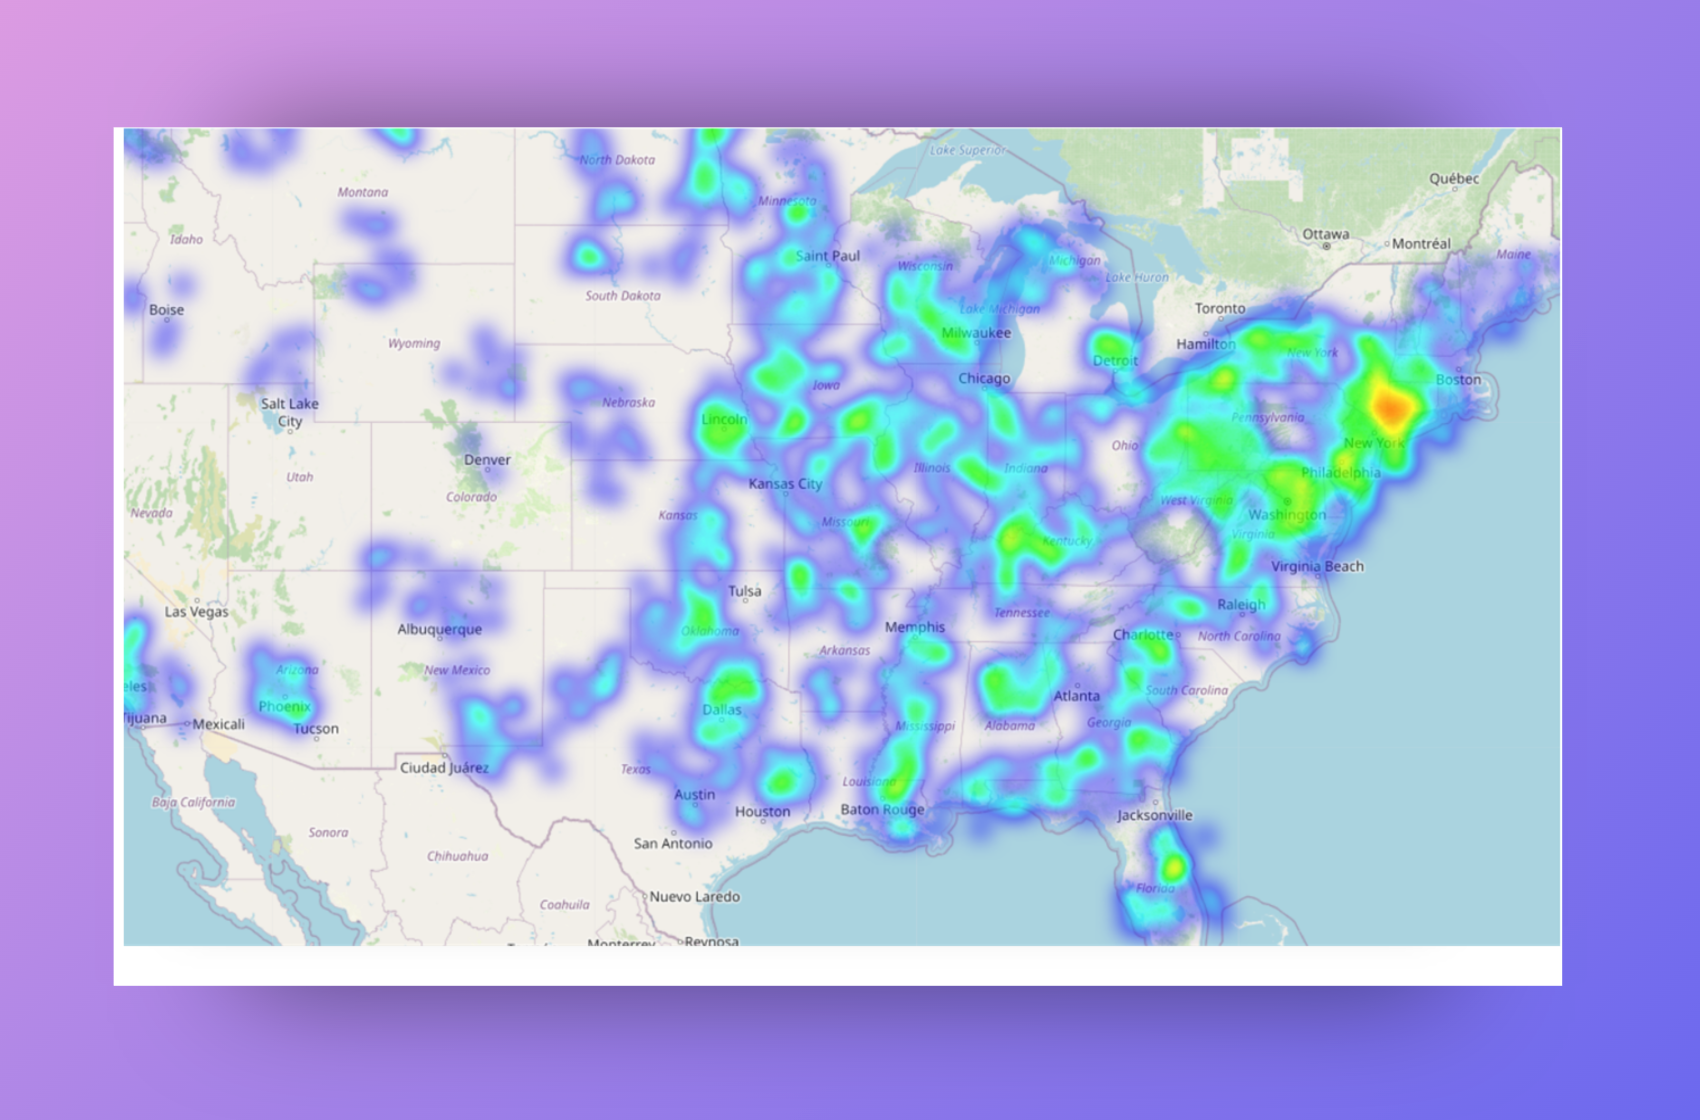 Lake Superior
Québec
North Dakota
Montana
Minnesota
Ottawa
Montréal
Idaho
Saint Paul
Wisconsin
Michigan
Maine
Lake Huron
South Dakota
Boise
Lake Michigan
Toronto
Wyoming
Milwaukee
Hamilton
New York
Detroit
Chicago
Boston
Iowa
Salt Lake
City
Nebraska
Lincoln
Pennsylvania
Ohio
New York
Denver
Utah
Colorado
Illinois
Indiana
Philadelphia
Kansas City
West Virginia
Nevada
Kansas
Missouri
Washington
Kentucky
Virginia
Virginia Beach
Las Vegas
Tulsa
Raleigh
Tennessee
Albuquerque
Oklahoma
Memphis
Charlotte
North Carolina
Arkansas
Arizona
New Mexico
eles
Atlanta
South Carolina
Phoenix
Dallas
Tijuana
Mexicali
Tucson
Mississippi
Alabama
Georgia
Ciudad Juárez
Texas
Louisiana
Austin
Baja California
Houston
Baton Rouge
Jacksonville
Sonora
San Antonio
Chihuahua
Florida
Nuevo Laredo
Coahuila
Monterrey
Reynosa